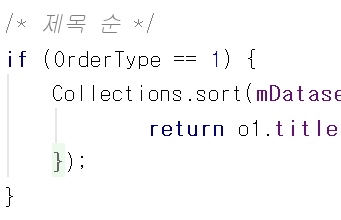 /* 제목 순 */
if (OrderType == 1) {
Collections.sort(mDatase
return o1.title
});
}